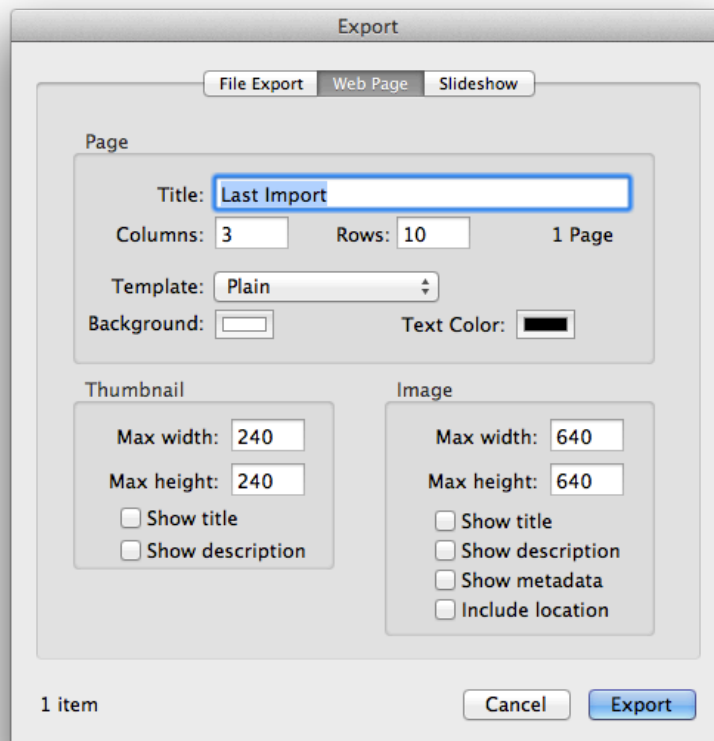 Export
File Export Web Page Slideshow
Page
Title: Last Import
Columns: 3 Rows: 10 1 Page
Template: Plain
Background: Text Color:
Thumbnail
Max width: 240
Max height: 240
Show title
Show description
Image
Max width: 640
Max height: 640
Show title
Show description
Show metadata
Include location
1 item Cancel Export